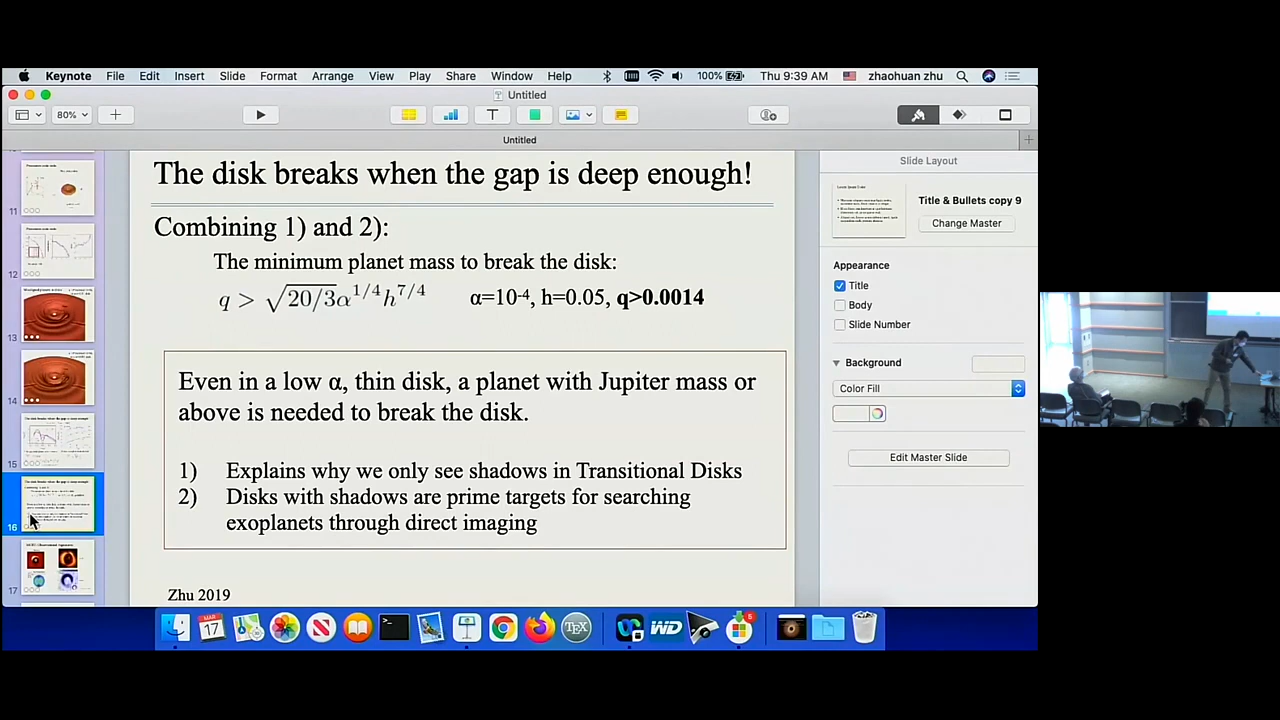 Keynote File Edit Insert Slide Format Arrange View Play Share Window Help 100% Thu 9:39 AM zhaohuan zhu
Untitled
80%
Untitled
The disk breaks when the gap is deep enough!
Combining 1) and 2):
The minimum planet mass to break the disk:
q > √20/3α^1/4h^7/4 α=10⁻⁴, h=0.05, q>0.0014
Even in a low α, thin disk, a planet with Jupiter mass or
above is needed to break the disk.
1) Explains why we only see shadows in Transitional Disks
2) Disks with shadows are prime targets for searching
exoplanets through direct imaging
Zhu 2019
11
12
13
14
15
16
17
Slide Layout
Title & Bullets copy 9
Change Master
Appearance
Title
Body
Slide Number
Background
Color Fill
Edit Master Slide
MAR
17
WD
TEX
5